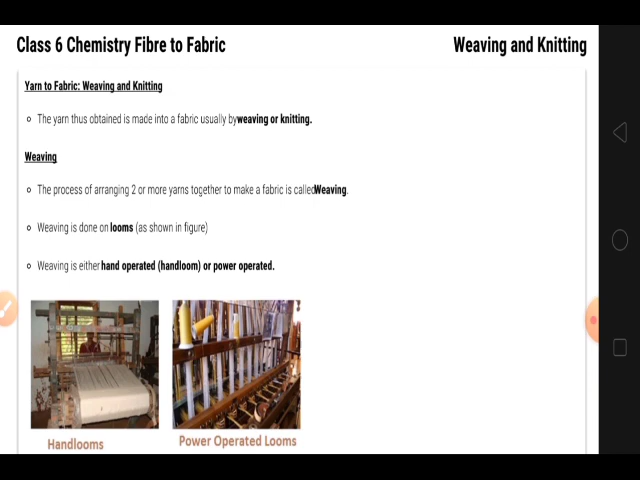 Class 6 Chemistry Fibre to Fabric
Weaving and Knitting
Yarn to Fabric: Weaving and Knitting
The yarn thus obtained is made into a fabric usually byweaving or knitting.
Weaving
The process of arranging 2 or more yarns together to make a fabric is calledWeaving.
Weaving is done on looms (as shown in figure)
Weaving is either hand operated (handloom) or power operated.
Handlooms
Power Operated Looms